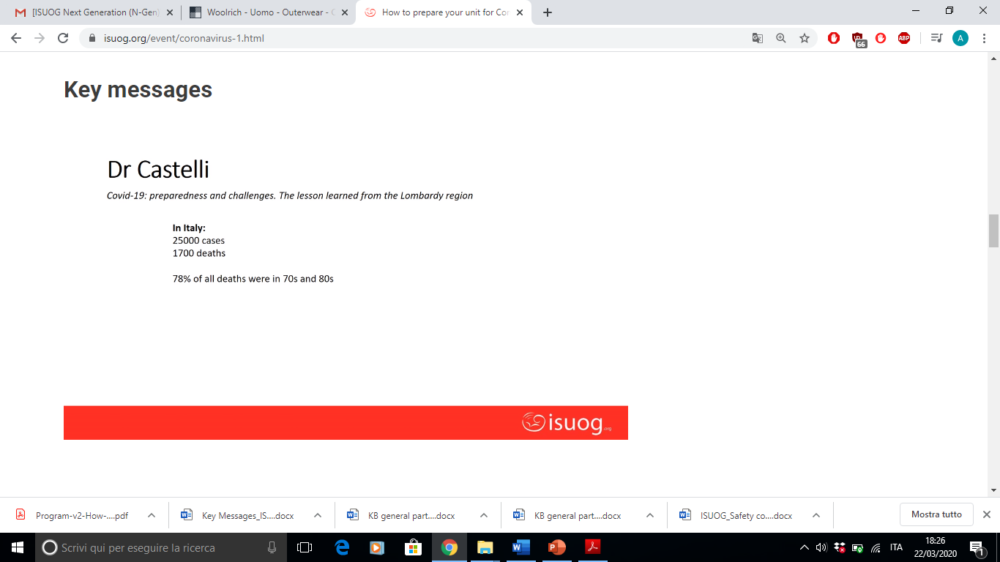 [ISUOG Next Generation (N-Gen)
Woolrich - Uomo - Outerwear -
How to prepare your unit for Cor
isuog.org/event/coronavirus-1.html
66
ABP
A
Key messages
Dr Castelli
Covid-19: preparedness and challenges. The lesson learned from the Lombardy region
In Italy:
25000 cases
1700 deaths
78% of all deaths were in 70s and 80s
isuog.org
Program-v2-How-....pdf
Key Messages_IS....docx
KB general part....docx
KB general part....docx
ISUOG_Safety co....docx
Mostra tutto
Scrivi qui per eseguire la ricerca
ITA
18:26
22/03/2020
1